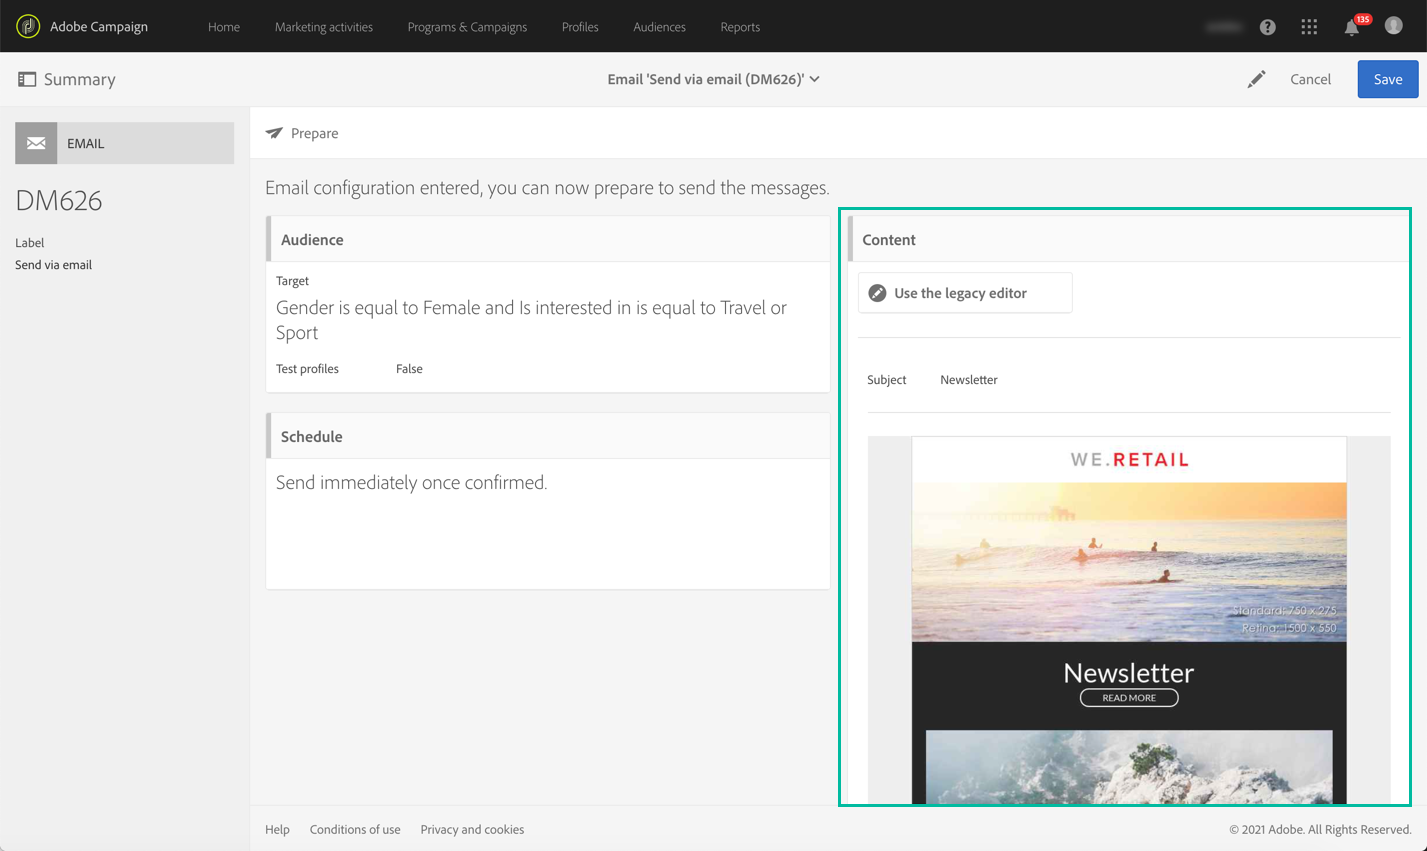 Adobe Campaign Home Marketing activities Programs & Campaigns Profiles Audiences Reports ? 135
Summary Email 'Send via email (DM626)' Cancel Save
EMAIL
DM626
Label
Send via email
Prepare
Email configuration entered, you can now prepare to send the messages.
Audience
Target
Gender is equal to Female and Is interested in is equal to Travel or
Sport
Test profiles False
Schedule
Send immediately once confirmed.
Content
Use the legacy editor
Subject Newsletter
WE.RETAIL
Standard: 750 x 275
Retina: 1500 x 550
Newsletter
READ MORE
Help Conditions of use Privacy and cookies © 2021 Adobe. All Rights Reserved.